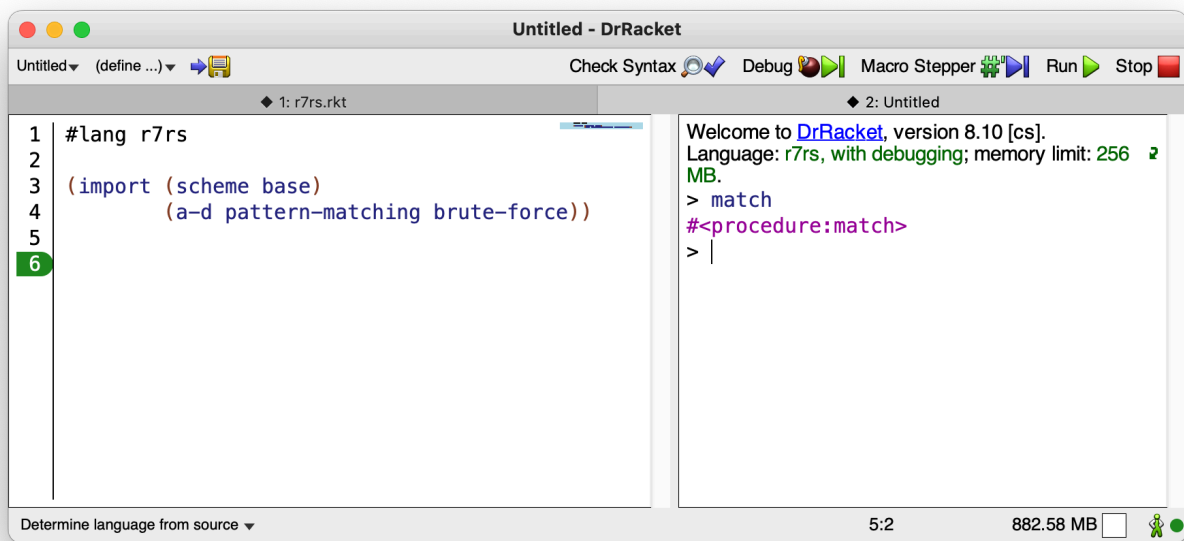 Untitled - DrRacket
Untitled (define ...) Check Syntax Debug Macro Stepper #' Run Stop
◆ 1: r7rs.rkt ◆ 2: Untitled
1 #lang r7rs
2
3 (import (scheme base)
4 (a-d pattern-matching brute-force))
5
6
Welcome to DrRacket, version 8.10 [cs].
Language: r7rs, with debugging; memory limit: 256
MB.
> match
#<procedure:match>
>
Determine language from source 5:2 882.58 MB